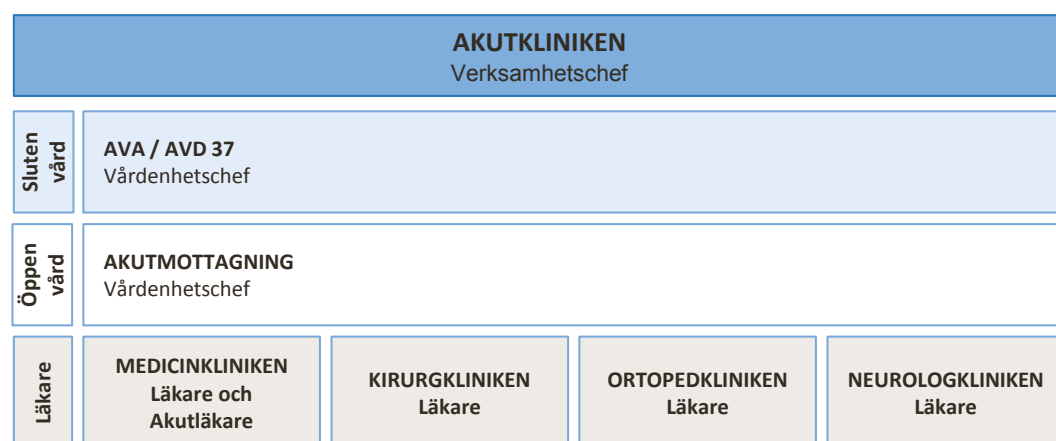 AKUTKLINIKEN
Verksamhetschef
Sluten
vård
AVA / AVD 37
Vårdenhetschef
Öppen
vård
AKUTMOTTAGNING
Vårdenhetschef
Läkare
MEDICINKLINIKEN
Läkare och
Akutläkare
KIRURGKLINIKEN
Läkare
ORTOPEDKLINIKEN
Läkare
NEUROLOGKLINIKEN
Läkare